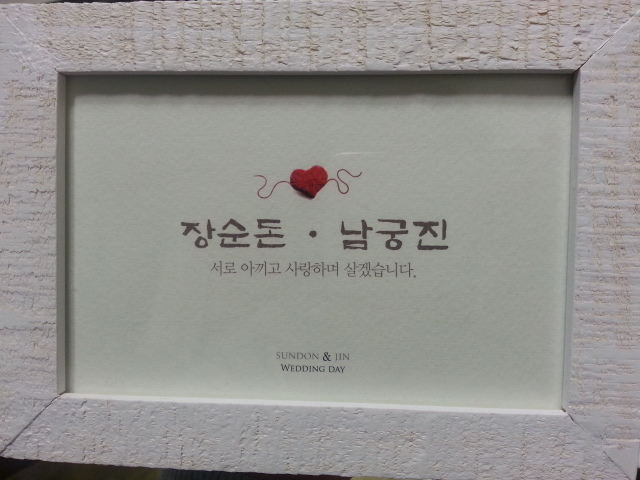 장순돈 · 남궁진
서로 아끼고 사랑하며 살겠습니다.
SUNDON & JIN
WEDDING DAY